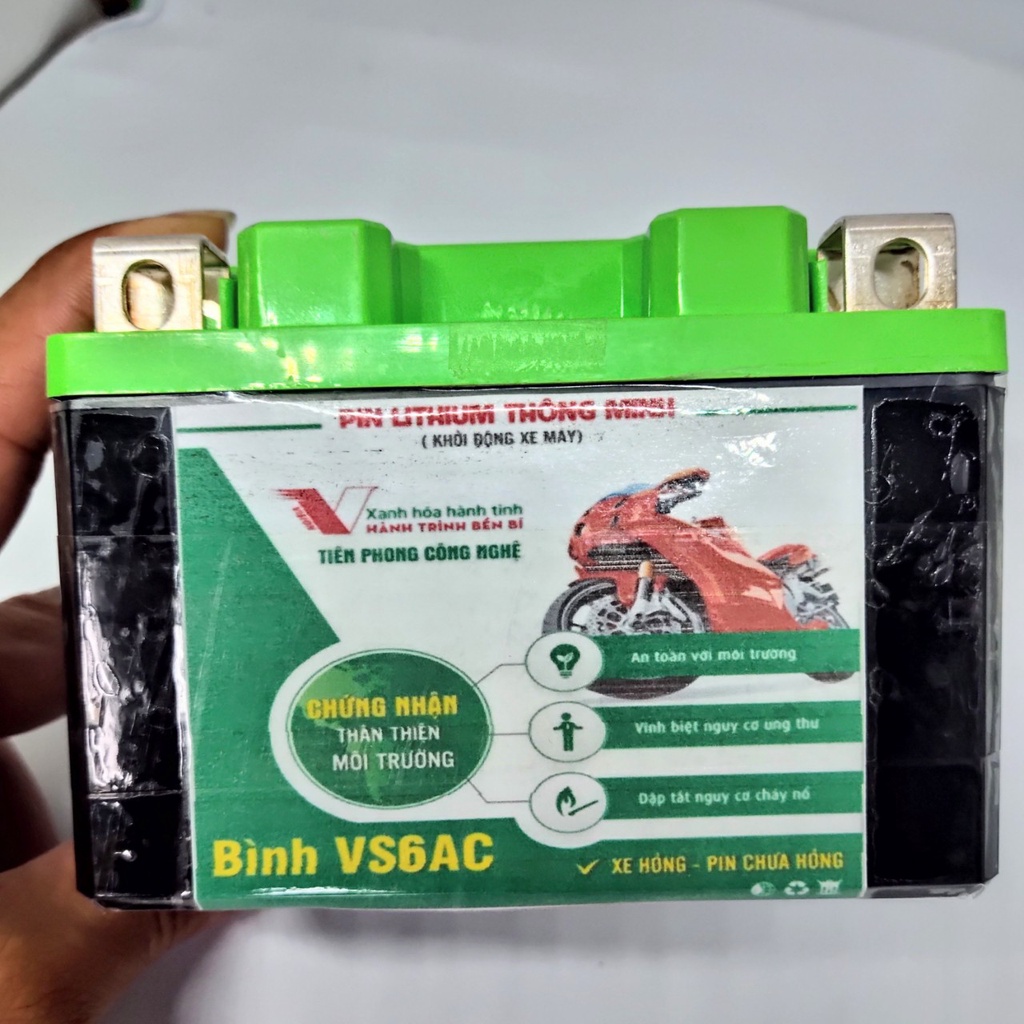 PIN LITHIUM THÔNG MINH
( KHỞI ĐỘNG XE MÁY)
Xanh hóa hành tinh
HÀNH TRÌNH BỀN BỈ
TIÊN PHONG CÔNG NGHỆ
An toàn với môi trường
CHỨNG NHẬN
THÂN THIỆN
MÔI TRƯỜNG
Vĩnh biệt nguy cơ ung thư
Dập tắt nguy cơ cháy nổ
Bình VS6AC
XE HỎNG - PIN CHƯA HỎNG